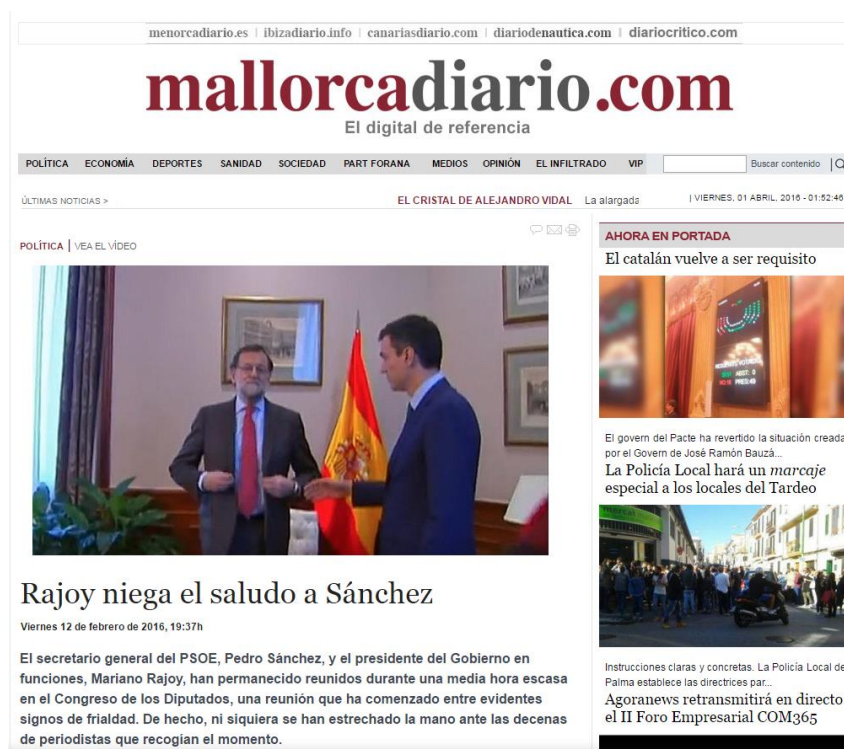 menorcadiario.es | ibizadiario.info | canariasdiario.com | diariodenautica.com | diariocritico.com
mallorcadiario.com
El digital de referencia
POLÍTICA ECONOMÍA DEPORTES SANIDAD SOCIEDAD PART FORANA MEDIOS OPINIÓN EL INFILTRADO VIP
Buscar contenido
ÚLTIMAS NOTICIAS >
EL CRISTAL DE ALEJANDRO VIDAL La alargada
| VIERNES, 01 ABRIL, 2016 - 01:52:46
POLÍTICA | VEA EL VÍDEO
Rajoy niega el saludo a Sánchez
Viernes 12 de febrero de 2016, 19:37h
El secretario general del PSOE, Pedro Sánchez, y el presidente del Gobierno en
funciones, Mariano Rajoy, han permanecido reunidos durante una media hora escasa
en el Congreso de los Diputados, una reunión que ha comenzado entre evidentes
signos de frialdad. De hecho, ni siquiera se han estrechado la mano ante las decenas
de periodistas que recogían el momento.
AHORA EN PORTADA
El catalán vuelve a ser requisito
El govern del Pacte ha revertido la situación creada
por el Govern de José Ramón Bauzá...
La Policía Local hará un marcaje
especial a los locales del Tardeo
Instrucciones claras y concretas. La Policía Local de
Palma establece las directrices par...
Agoranews retransmitirá en directo
el II Foro Empresarial COM365